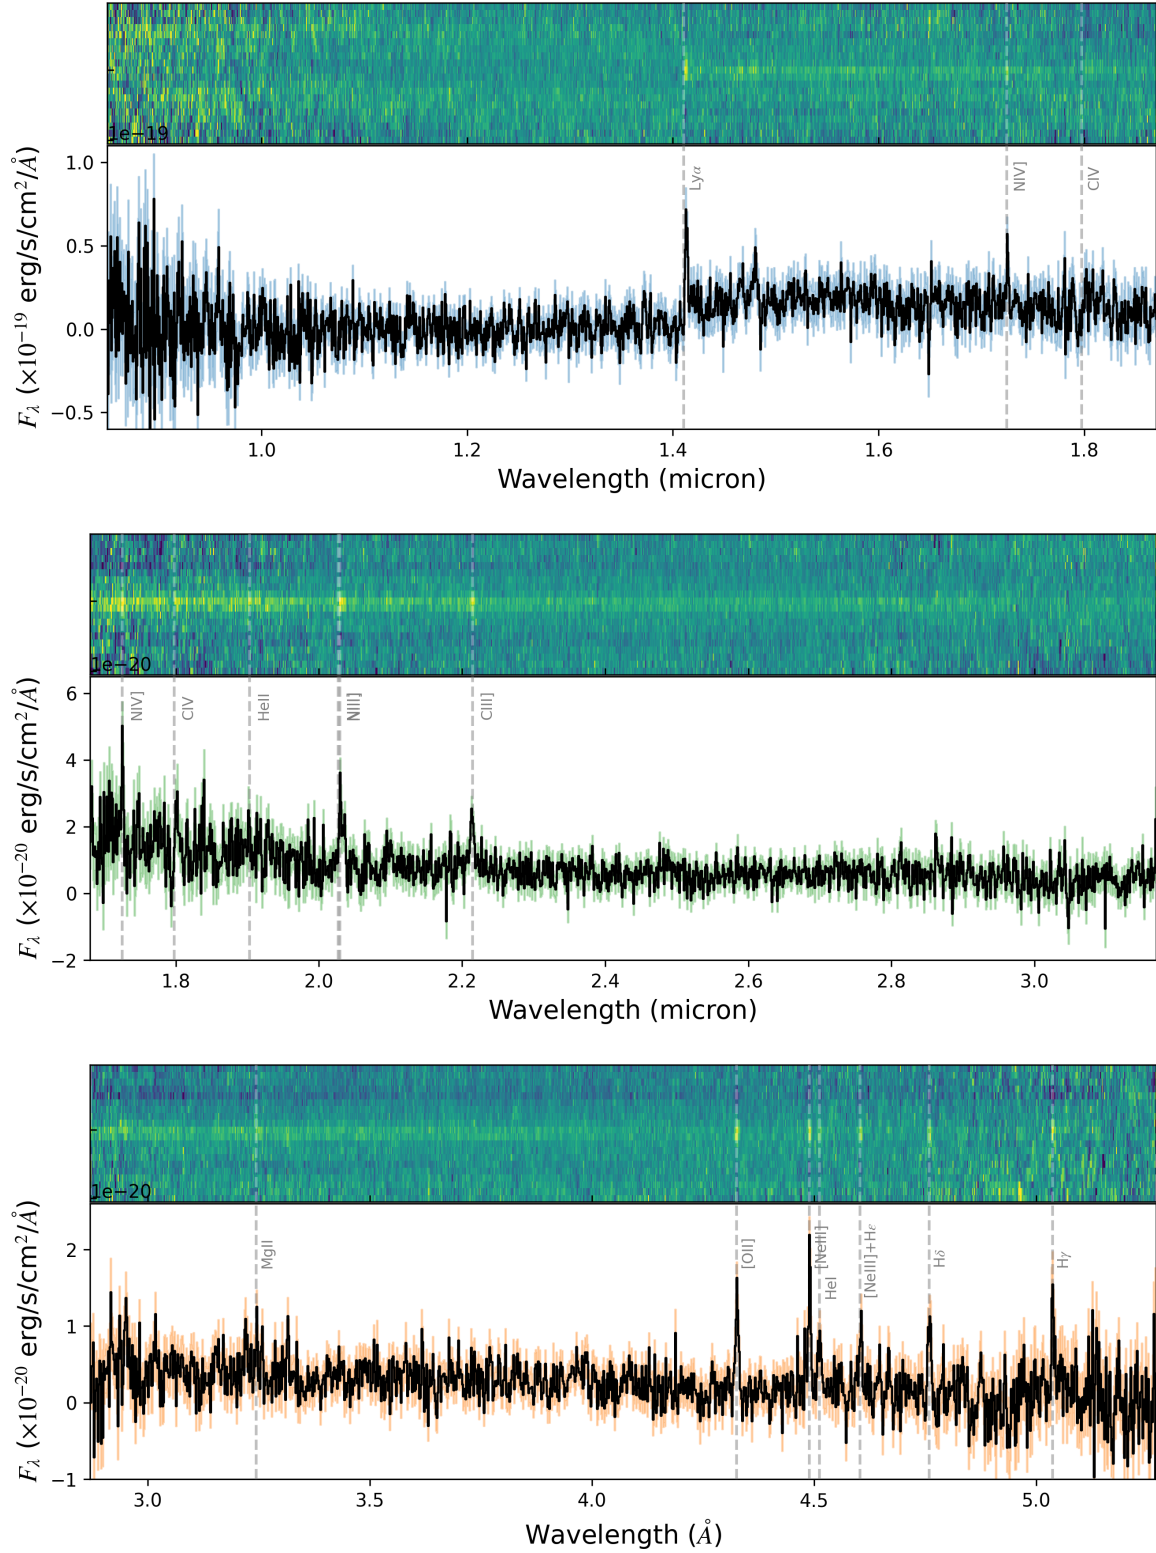 1e−19
Lyα
NIV]
CIV
1.0
0.5
0.0
−0.5
F_λ (×10⁻¹⁹ erg/s/cm²/Å)
1.0 1.2 1.4 1.6 1.8
Wavelength (micron)
1e−20
NIV]
CIV
HeII
NIII]
CIII]
6
4
2
0
−2
F_λ (×10⁻²⁰ erg/s/cm²/Å)
1.8 2.0 2.2 2.4 2.6 2.8 3.0
Wavelength (micron)
1e−20
MgII
[OII]
[NeIII]
HeI
[NeIII]+Hε
Hδ
Hγ
2
1
0
−1
F_λ (×10⁻²⁰ erg/s/cm²/Å)
3.0 3.5 4.0 4.5 5.0
Wavelength (Å)